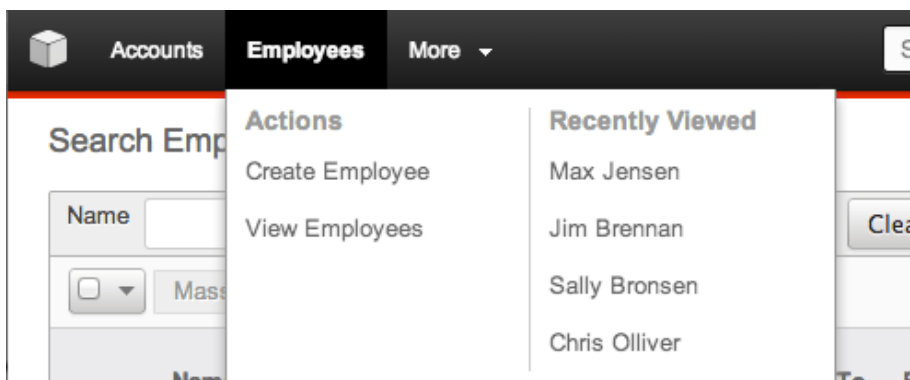 Accounts Employees More
Actions
Create Employee
View Employees
Recently Viewed
Max Jensen
Jim Brennan
Sally Bronsen
Chris Olliver
Search Emp
Name
Clea
Mass
To